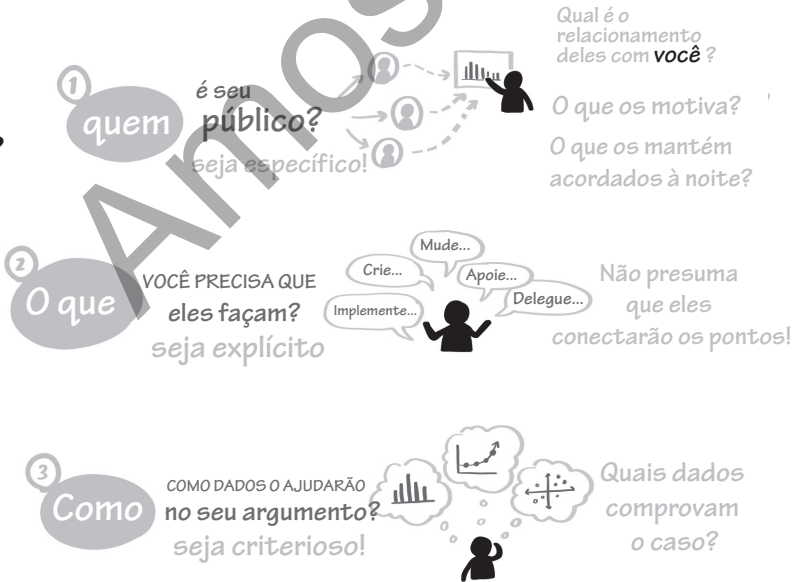 1
quem
é seu
público?
seja específico!
Qual é o
relacionamento
deles com você ?
O que os motiva?
O que os mantém
acordados à noite?
2
O que
VOCÊ PRECISA QUE
eles façam?
seja explícito
Mude...
Crie...
Apoie...
Implemente...
Delegue...
Não presuma
que eles
conectarão os pontos!
3
Como
COMO DADOS O AJUDARÃO
no seu argumento?
seja criterioso!
Quais dados
comprovam
o caso?
Amos